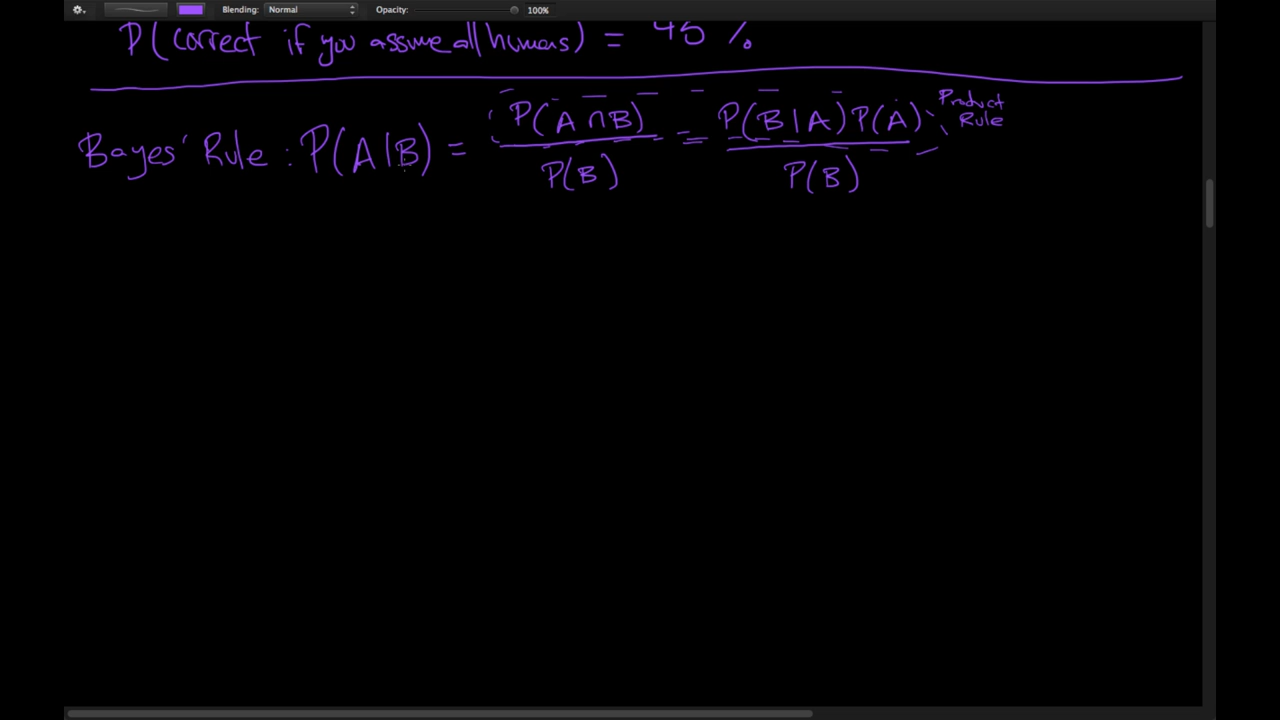 Blending: Normal Opacity: 100%
P(correct if you assume all humans) = 45 %
Bayes' Rule: P(A|B) = P(A∩B) / P(B) = P(B|A)P(A) / P(B)
Product
Rule